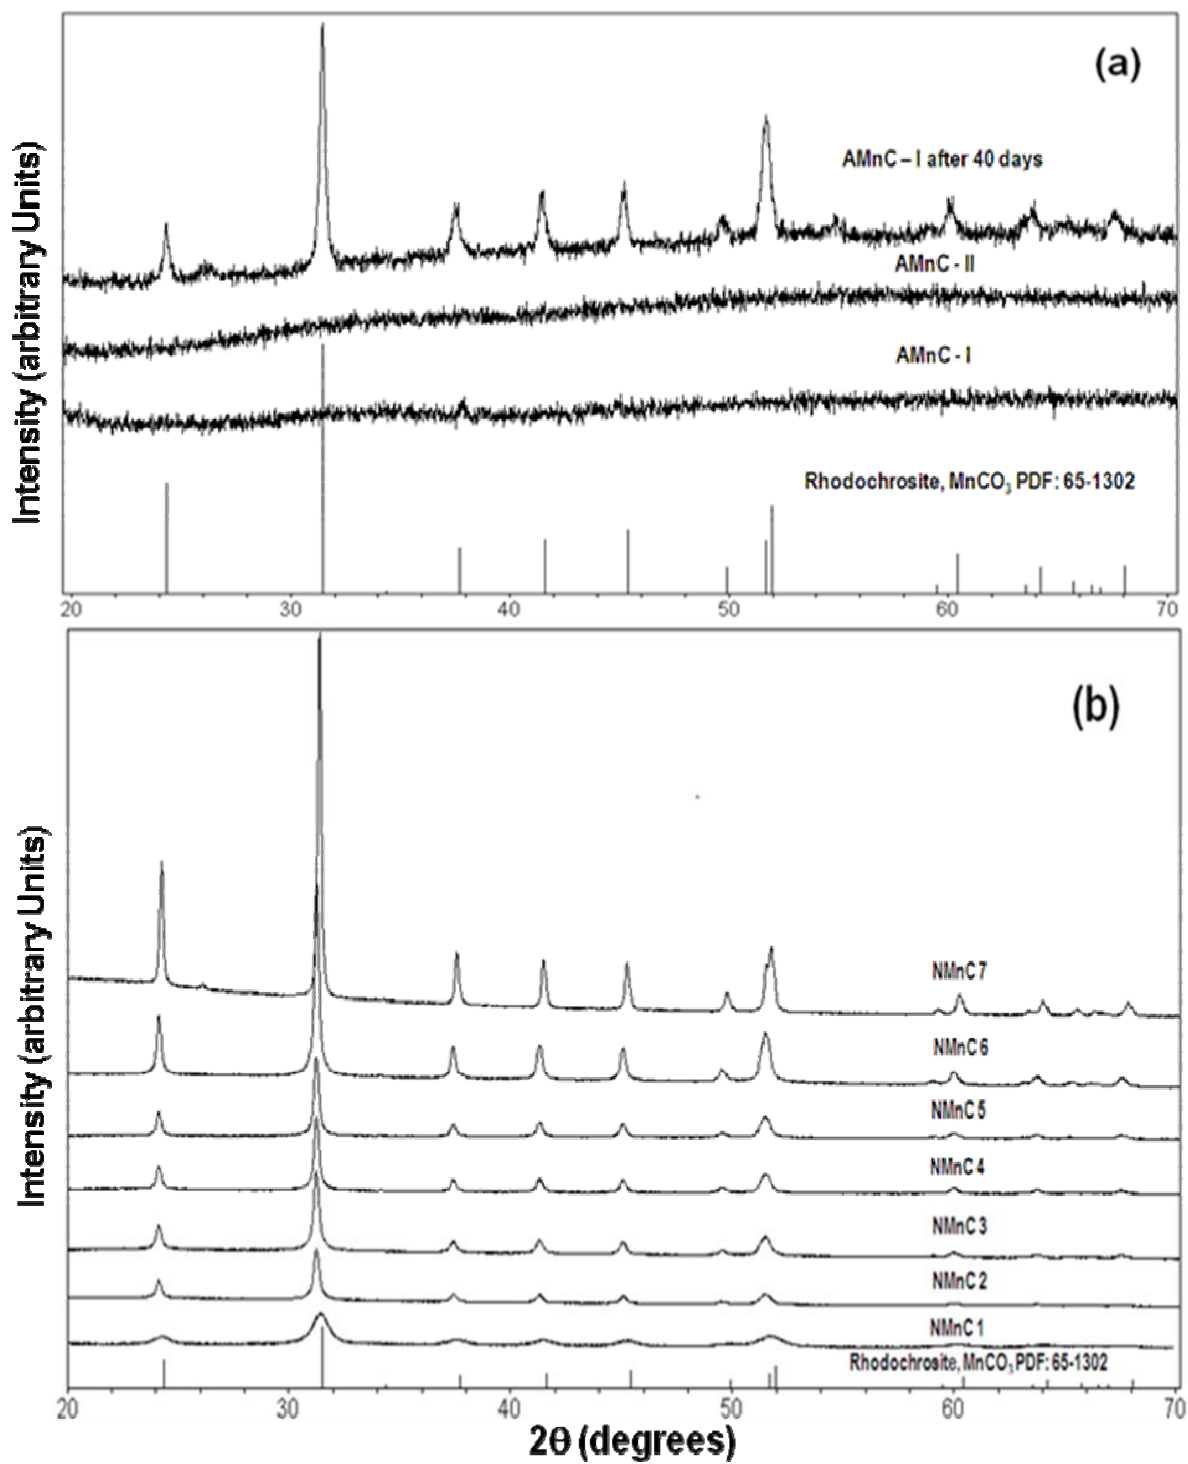 (a)
Intensity (arbitrary Units)
AMnC – I after 40 days
AMnC - II
AMnC - I
Rhodochrosite, MnCO₃ PDF: 65-1302
20 30 40 50 60 70
(b)
Intensity (arbitrary Units)
NMnC 7
NMnC 6
NMnC 5
NMnC 4
NMnC 3
NMnC 2
NMnC 1
Rhodochrosite, MnCO₃ PDF: 65-1302
20 30 40 50 60 70
2θ (degrees)